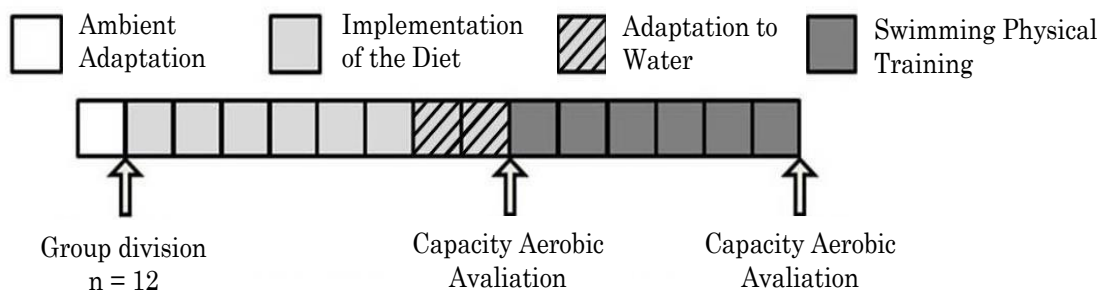 Ambient
Adaptation
Implementation
of the Diet
Adaptation to
Water
Swimming Physical
Training
Group division
n = 12
Capacity Aerobic
Avaliation
Capacity Aerobic
Avaliation